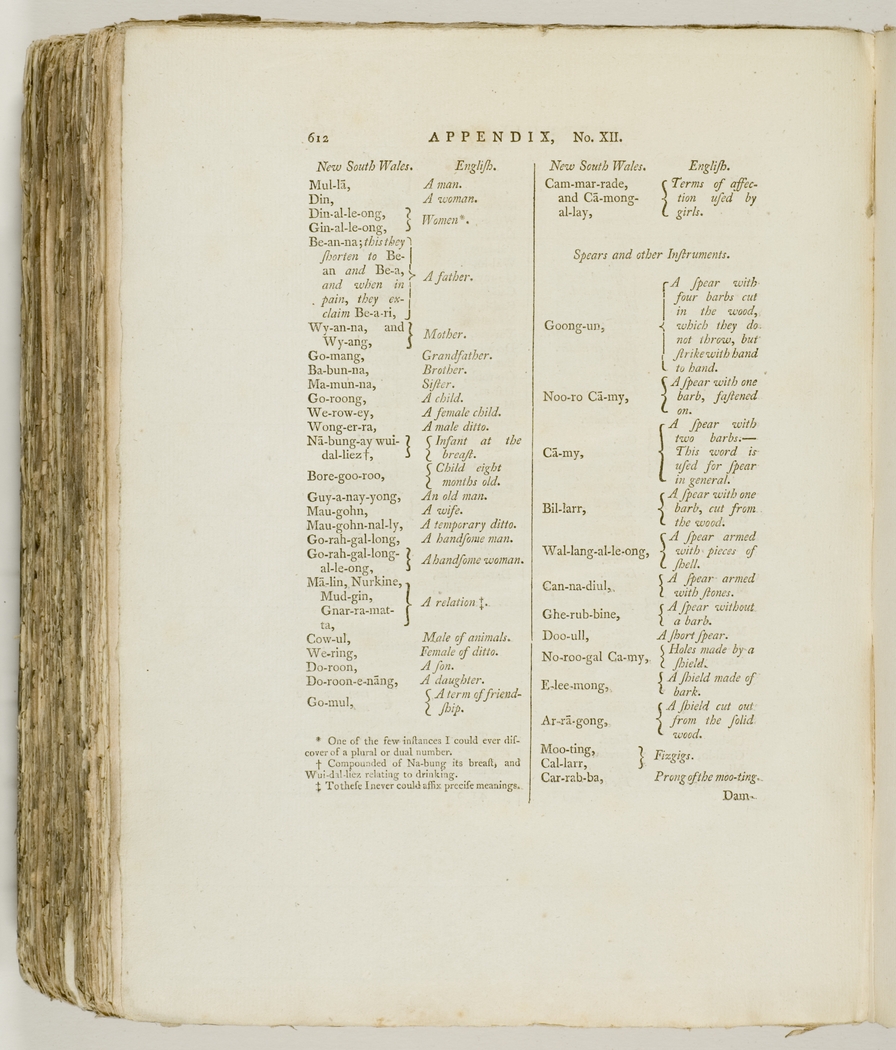 612
APPENDIX, No. XII.
New South Wales. Engliſh.
Mul-lā, A man.
Din, A woman.
Din-al-le-ong, }
Gin-al-le-ong, } Women*.
Be-an-na; this they
ſhorten to Be-
an and Be-a,
and when in } A father.
pain, they ex-
claim Be-a-ri,
Wy-an-na, and }
Wy-ang, } Mother.
Go-mang, Grandfather.
Ba-bun-na, Brother.
Ma-mun-na, Siſter.
Go-roong, A child.
We-row-ey, A female child.
Wong-er-ra, A male ditto.
Nā-bung-ay wui- } { Infant at the
dal-liez†, } { breaſt.
Bore-goo-roo, { Child eight
{ months old.
Guy-a-nay-yong, An old man.
Mau-gohn, A wife.
Mau-gohn-nal-ly, A temporary ditto.
Go-rah-gal-long, A handſome man.
Go-rah-gal-long- }
al-le-ong, } A handſome woman.
Mā-lin, Nurkine,
Mud-gin, } A relation‡.
Gnar-ra-mat-
ta,
Cow-ul, Male of animals.
We-ring, Female of ditto.
Do-roon, A ſon.
Do-roon-e-nāng, A daughter.
Go-mul, { A term of friend-
{ ſhip.
* One of the few inſtances I could ever diſ-
cover of a plural or dual number.
† Compounded of Na-bung its breaſt, and
Wui-dal-liez relating to drinking.
‡ To theſe I never could affix preciſe meanings.
New South Wales. Engliſh.
Cam-mar-rade, { Terms of affec-
and Cā-mong- { tion uſed by
al-lay, { girls.
Spears and other Inſtruments.
A ſpear with
four barbs cut
in the wood,
Goong-un, { which they do
not throw, but
ſtrike with hand
to hand.
A ſpear with one
Noo-ro Cā-my, { barb, faſtened
on.
A ſpear with
two barbs.—
Cā-my, { This word is
uſed for ſpear
in general.
A ſpear with one
Bil-larr, { barb, cut from
the wood.
A ſpear armed
Wal-lang-al-le-ong, { with pieces of
ſhell.
Can-na-diul, { A ſpear armed
{ with ſtones.
Ghe-rub-bine, { A ſpear without
{ a barb.
Doo-ull, A ſhort ſpear.
No-roo-gal Ca-my, { Holes made by a
{ ſhield.
E-lee-mong, { A ſhield made of
{ bark.
A ſhield cut out
Ar-rā-gong, { from the ſolid
wood.
Moo-ting, }
Cal-larr, } Fizgigs.
Car-rab-ba, Prong of the moo-ting.
Dam-